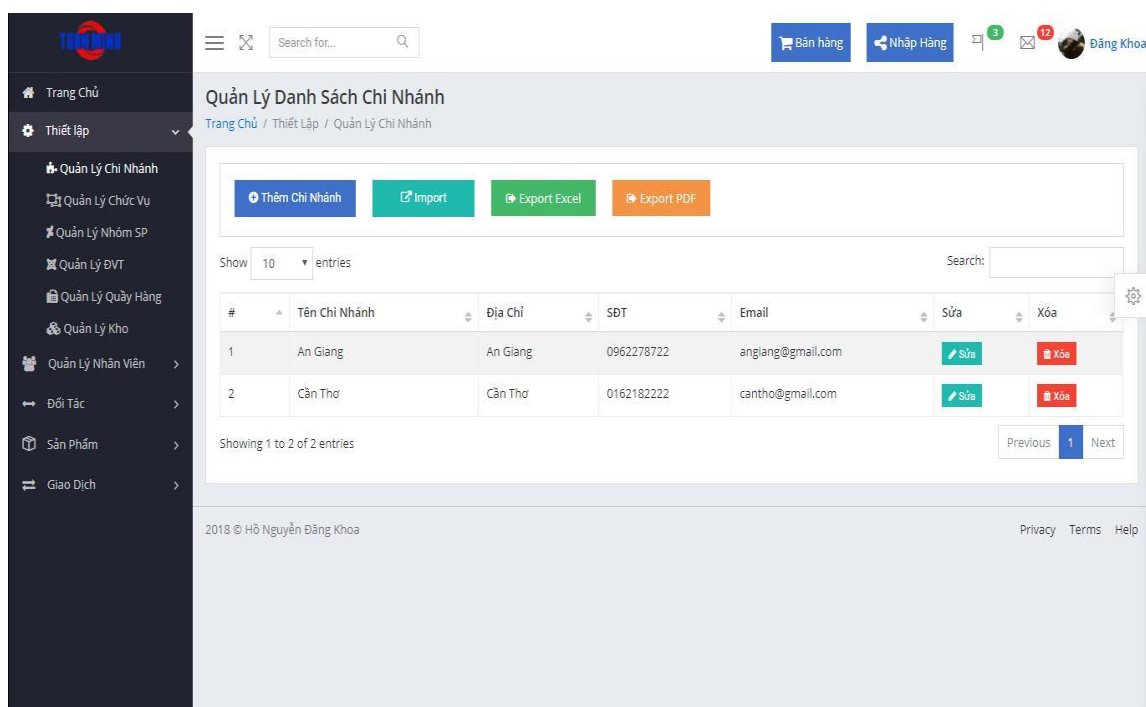 TUẤN MINH
Search for...
Bán hàng
Nhập Hàng
3
12
Đăng Khoa
Trang Chủ
Thiết lập
Quản Lý Chi Nhánh
Quản Lý Chức Vụ
Quản Lý Nhóm SP
Quản Lý ĐVT
Quản Lý Quầy Hàng
Quản Lý Kho
Quản Lý Nhân Viên
Đối Tác
Sản Phẩm
Giao Dịch
Quản Lý Danh Sách Chi Nhánh
Trang Chủ / Thiết Lập / Quản Lý Chi Nhánh
Thêm Chi Nhánh Import Export Excel Export PDF
Show 10 entries Search:
# Tên Chi Nhánh Địa Chỉ SĐT Email Sửa Xóa
1 An Giang An Giang 0962278722 angiang@gmail.com Sửa Xóa
2 Cần Thơ Cần Thơ 0162182222 cantho@gmail.com Sửa Xóa
Showing 1 to 2 of 2 entries Previous 1 Next
2018 © Hồ Nguyễn Đăng Khoa Privacy Terms Help